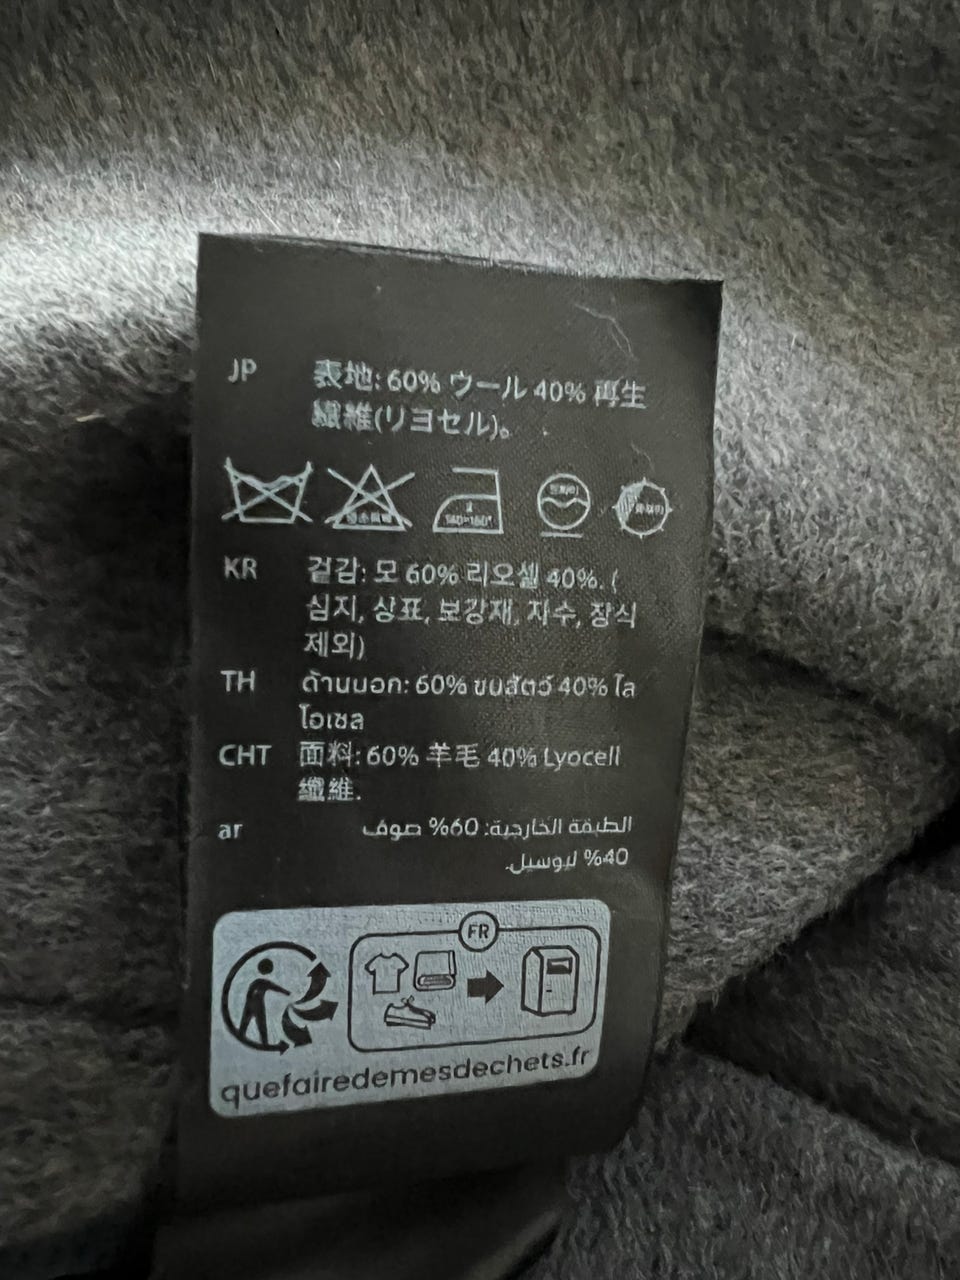 JP 表地: 60% ウール 40% 再生
繊維(リヨセル)。
KR 겉감: 모 60% 리오셀 40%. (
심지, 상표, 보강재, 자수, 장식
제외)
TH ด้านนอก: 60% ขนสัตว์ 40% ไล
โอเซล
CHT 面料: 60% 羊毛 40% Lyocell
纖維.
ar الطبقة الخارجية: 60% صوف
40% ليوسيل.
FR
quefairedemesdechets.fr